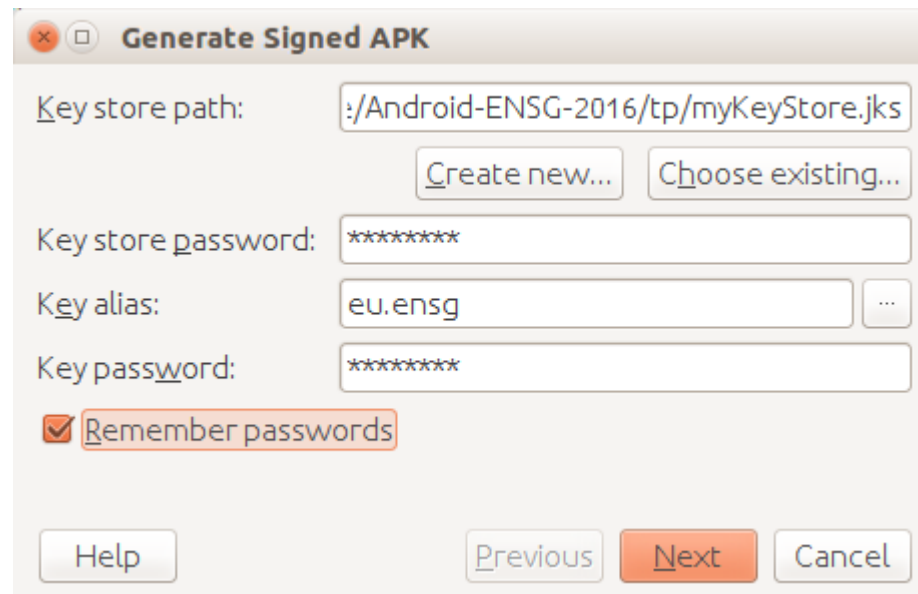 Generate Signed APK
Key store path: :/Android-ENSG-2016/tp/myKeyStore.jks
Create new... Choose existing...
Key store password: ********
Key alias: eu.ensg ...
Key password: ********
Remember passwords
Help Previous Next Cancel